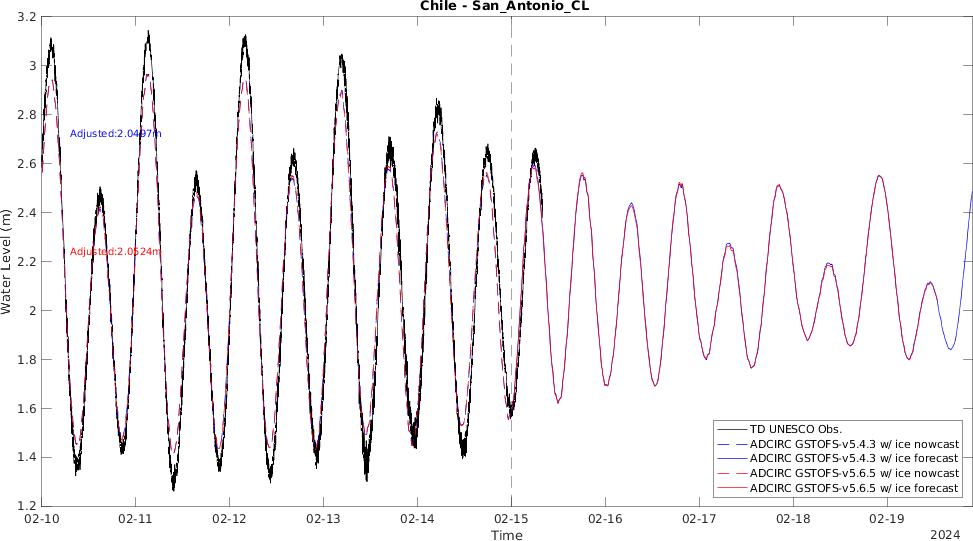 Chile - San_Antonio_CL
3.2
3
2.8
2.6
2.4
2.2
2
1.8
1.6
1.4
1.2
Water Level (m)
Adjusted:2.0497m
Adjusted:2.0524m
TD UNESCO Obs.
ADCIRC GSTOFS-v5.4.3 w/ ice nowcast
ADCIRC GSTOFS-v5.4.3 w/ ice forecast
ADCIRC GSTOFS-v5.6.5 w/ ice nowcast
ADCIRC GSTOFS-v5.6.5 w/ ice forecast
02-10 02-11 02-12 02-13 02-14 02-15 02-16 02-17 02-18 02-19
Time
2024